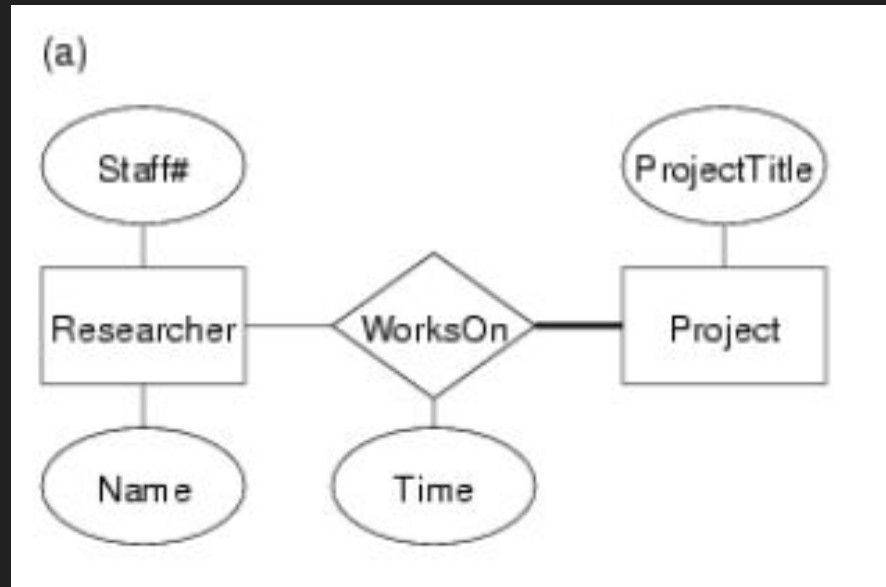 (a)
Staff#
ProjectTitle
Researcher
WorksOn
Project
Name
Time